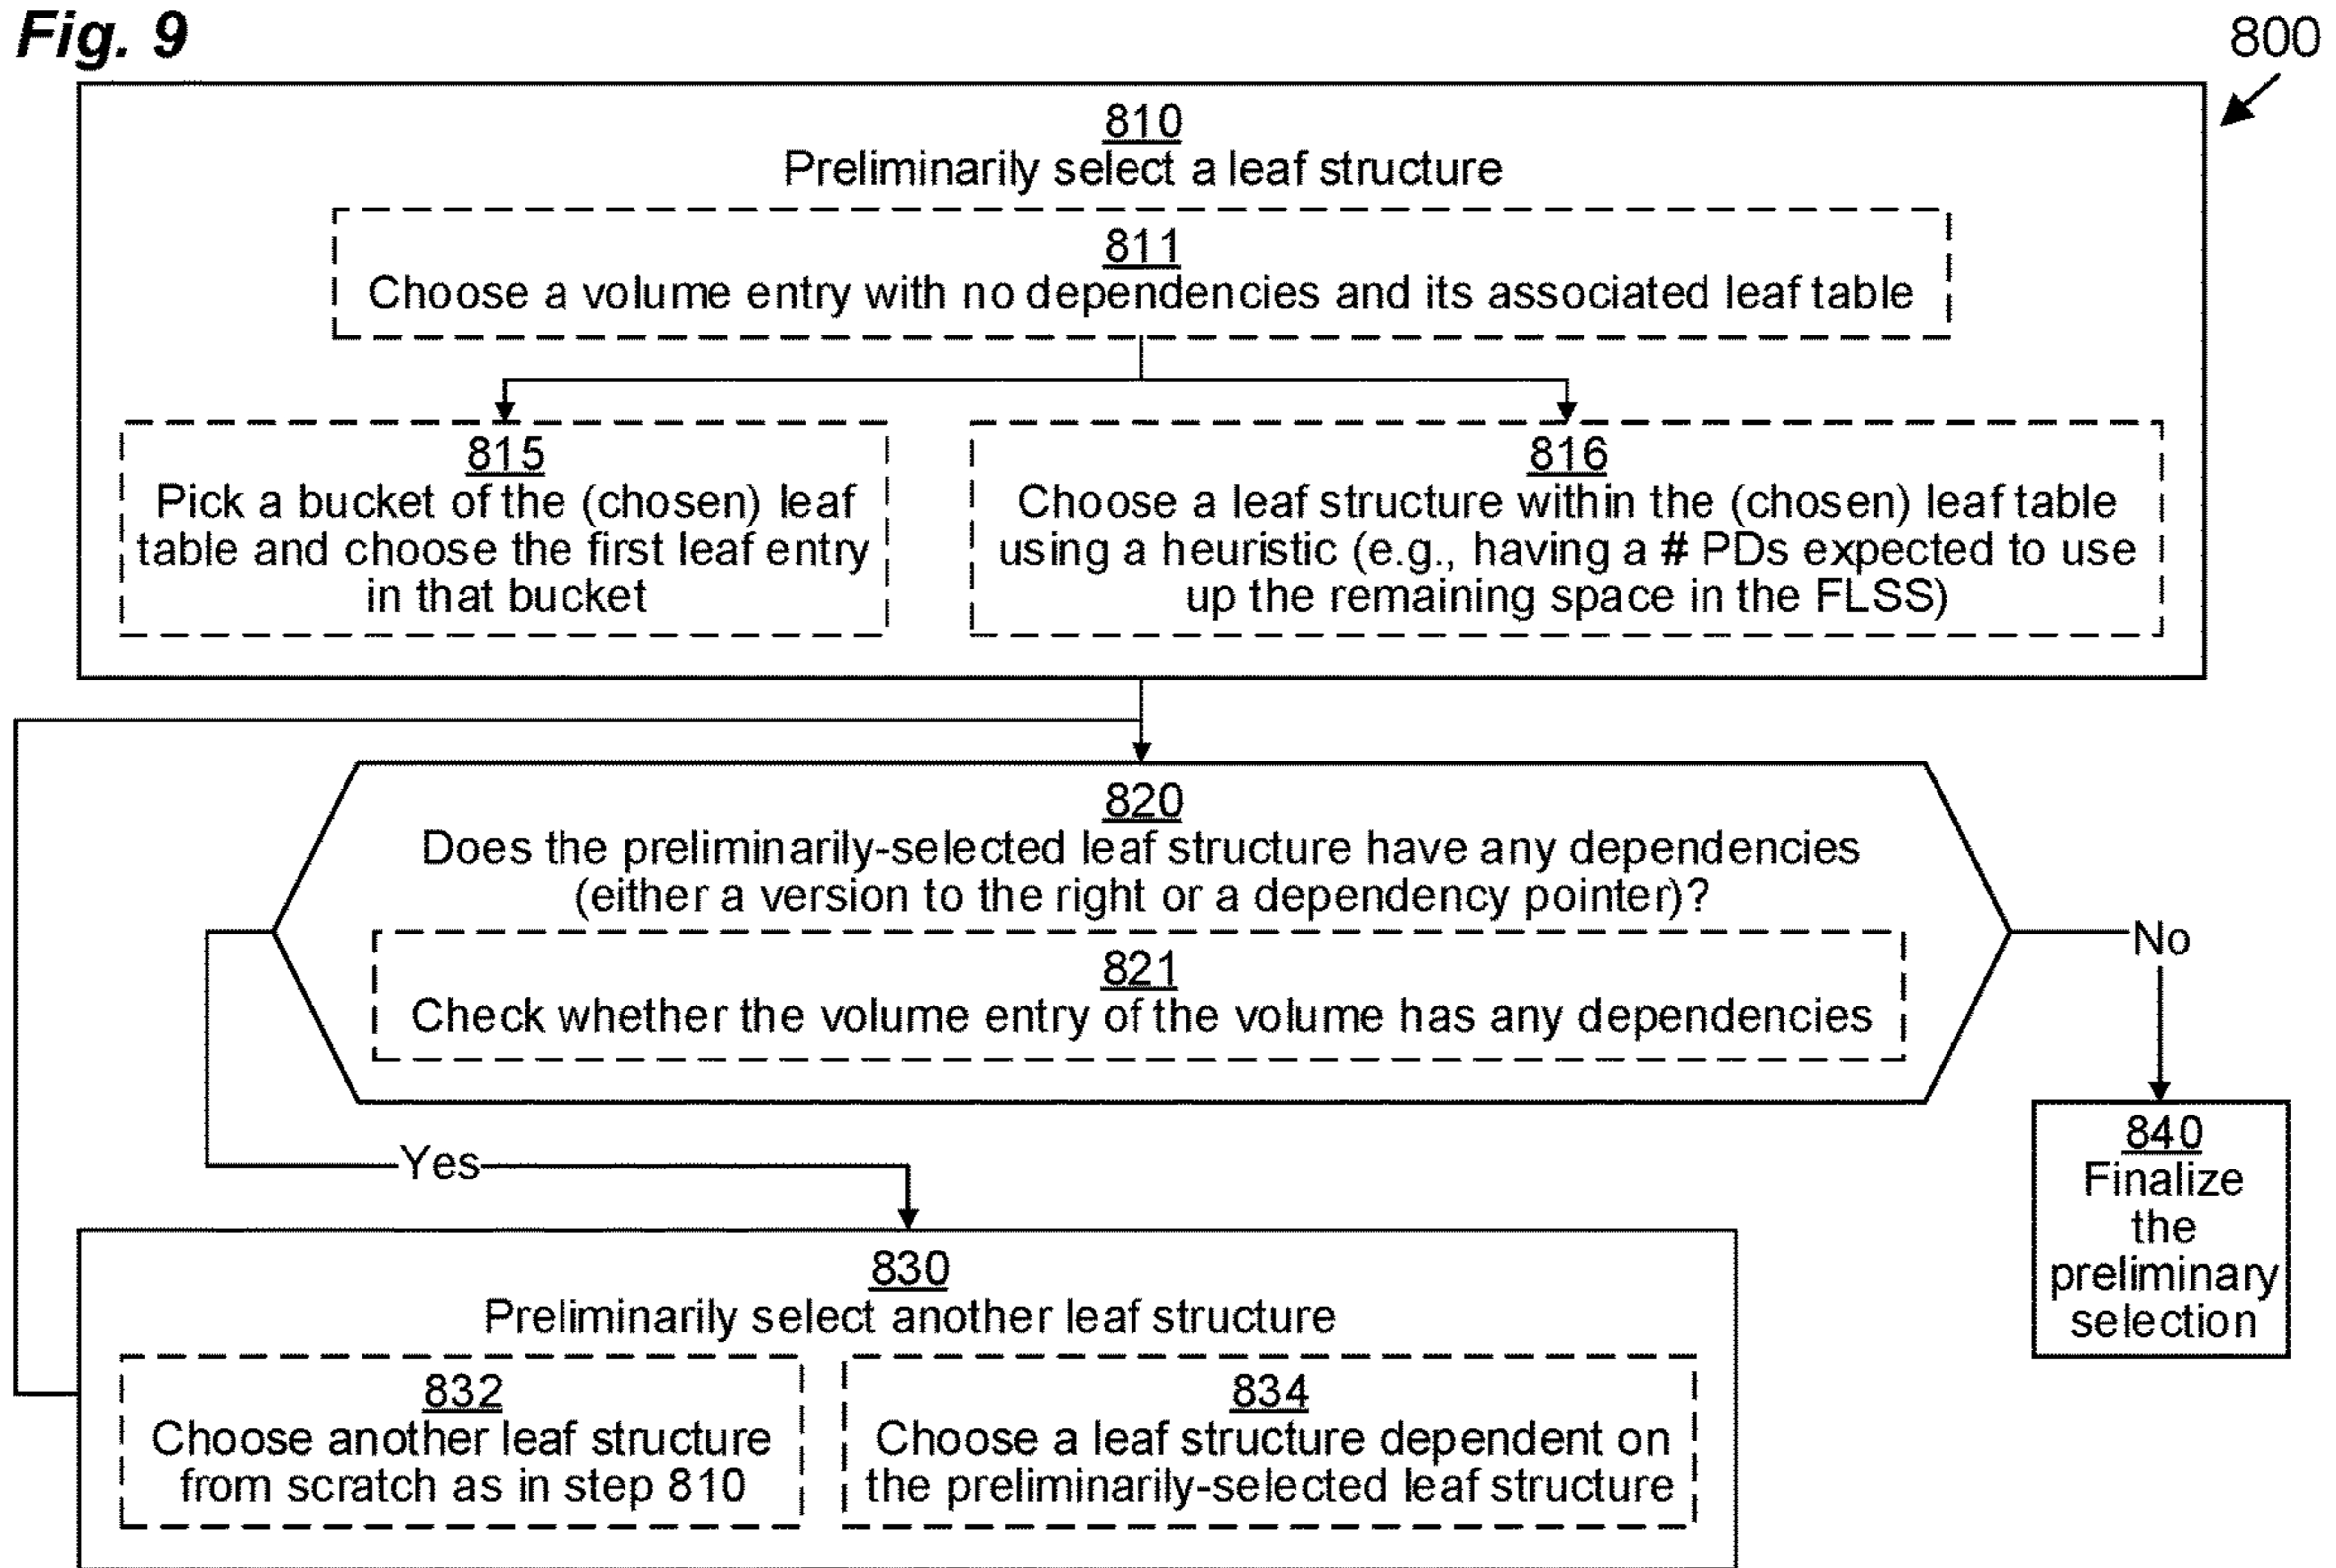 Fig. 9
800
810
Preliminarily select a leaf structure
811
Choose a volume entry with no dependencies and its associated leaf table
815
Pick a bucket of the (chosen) leaf
table and choose the first leaf entry
in that bucket
816
Choose a leaf structure within the (chosen) leaf table
using a heuristic (e.g., having a # PDs expected to use
up the remaining space in the FLSS)
820
Does the preliminarily-selected leaf structure have any dependencies
(either a version to the right or a dependency pointer)?
821
Check whether the volume entry of the volume has any dependencies
No
Yes
840
Finalize
the
preliminary
selection
830
Preliminarily select another leaf structure
832
Choose another leaf structure
from scratch as in step 810
834
Choose a leaf structure dependent on
the preliminarily-selected leaf structure